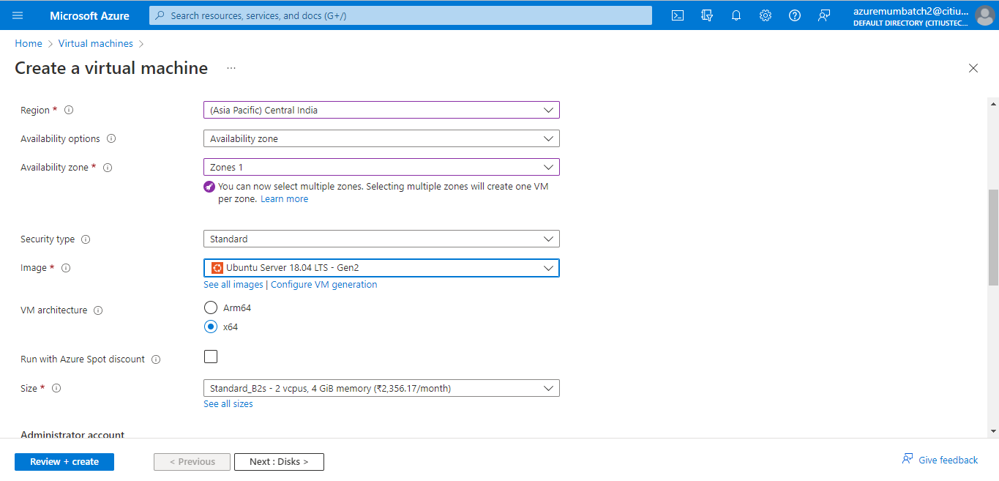 Microsoft Azure
Search resources, services, and docs (G+/)
azuremumbatch2@citiu...
DEFAULT DIRECTORY (CITIUSTEC...
Home > Virtual machines >
Create a virtual machine ...
Region *
(Asia Pacific) Central India
Availability options
Availability zone
Availability zone *
Zones 1
You can now select multiple zones. Selecting multiple zones will create one VM
per zone. Learn more
Security type
Standard
Image *
Ubuntu Server 18.04 LTS - Gen2
See all images | Configure VM generation
VM architecture
Arm64
x64
Run with Azure Spot discount
Size *
Standard_B2s - 2 vcpus, 4 GiB memory (₹2,356.17/month)
See all sizes
Administrator account
Review + create
< Previous
Next : Disks >
Give feedback